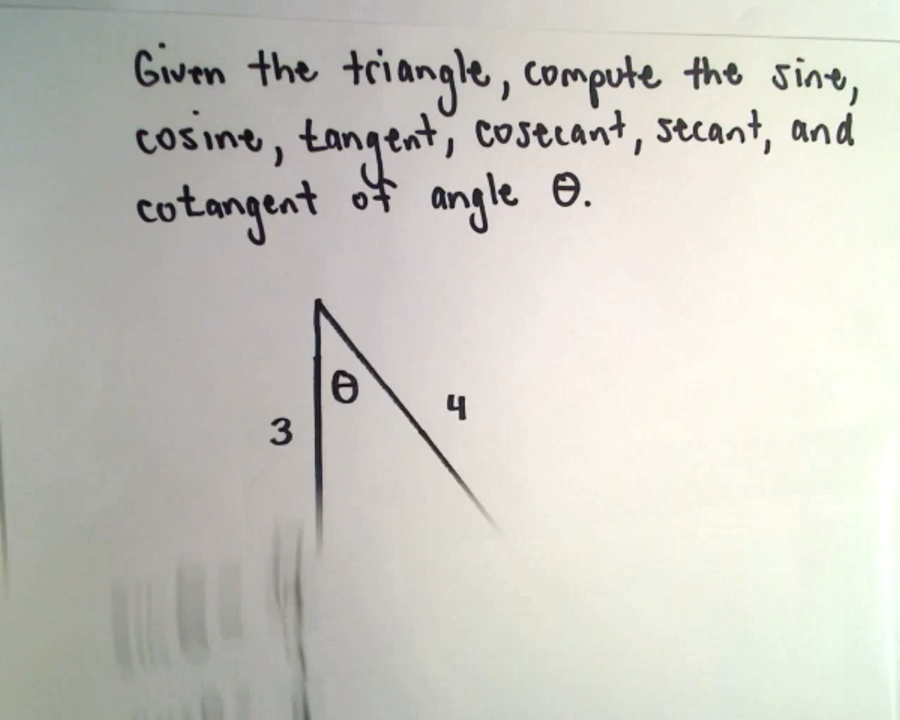 Given the triangle, compute the sine,
cosine, tangent, cosecant, secant, and
cotangent of angle θ.
θ
3
4